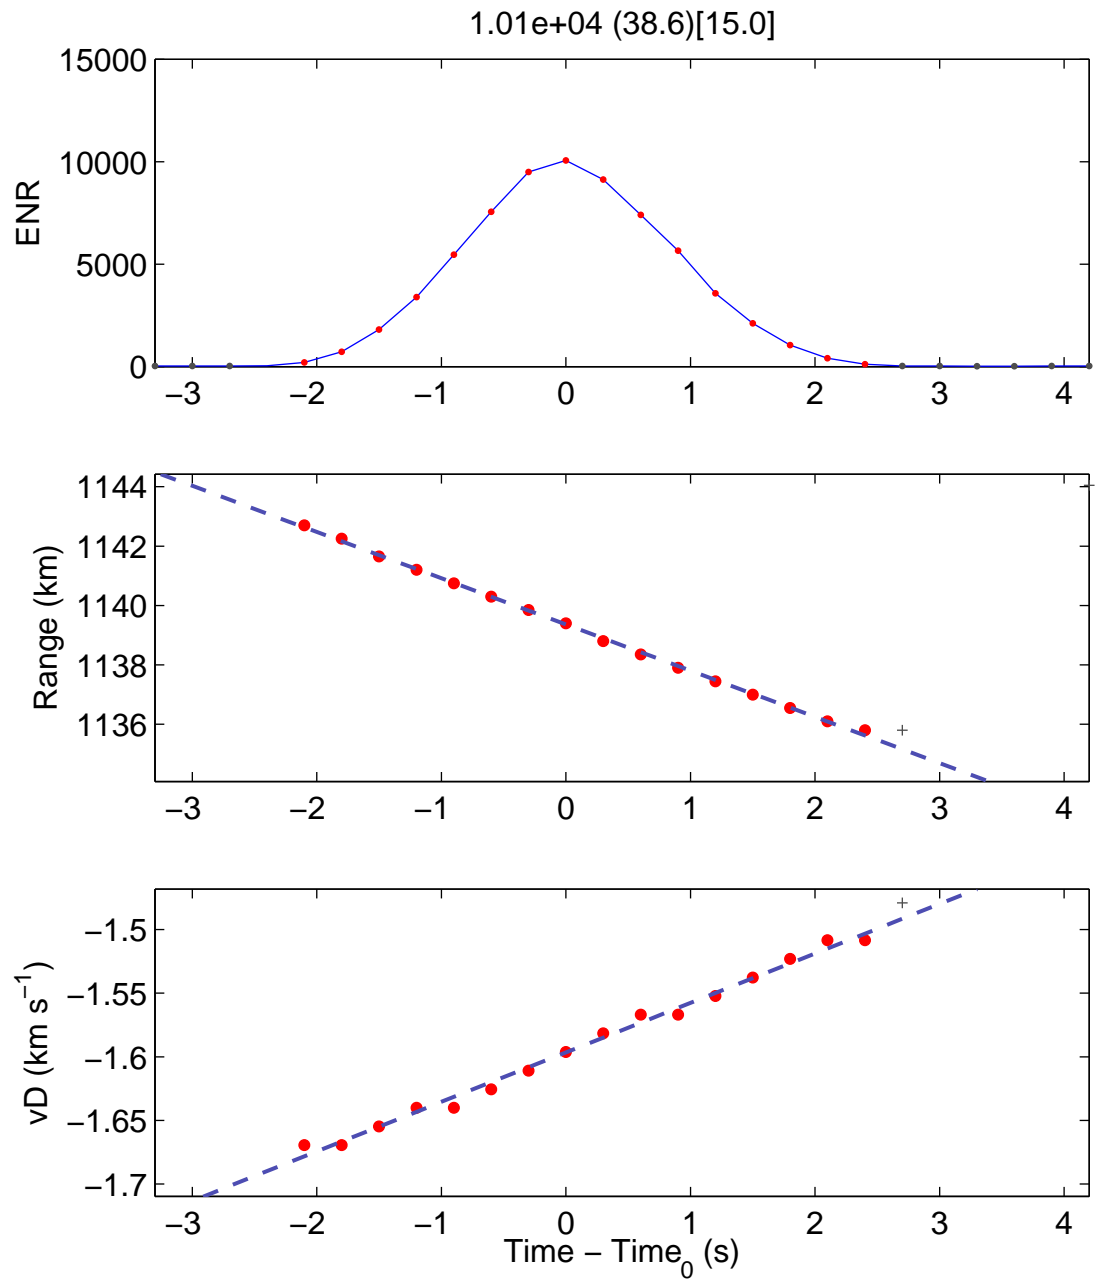 1.01e+04 (38.6)[15.0]
15000
10000
5000
0
ENR
−3 −2 −1 0 1 2 3 4
1144
1142
1140
1138
1136
Range (km)
−3 −2 −1 0 1 2 3 4
−1.5
−1.55
−1.6
−1.65
−1.7
vD (km s−1)
−3 −2 −1 0 1 2 3 4
Time − Time0 (s)